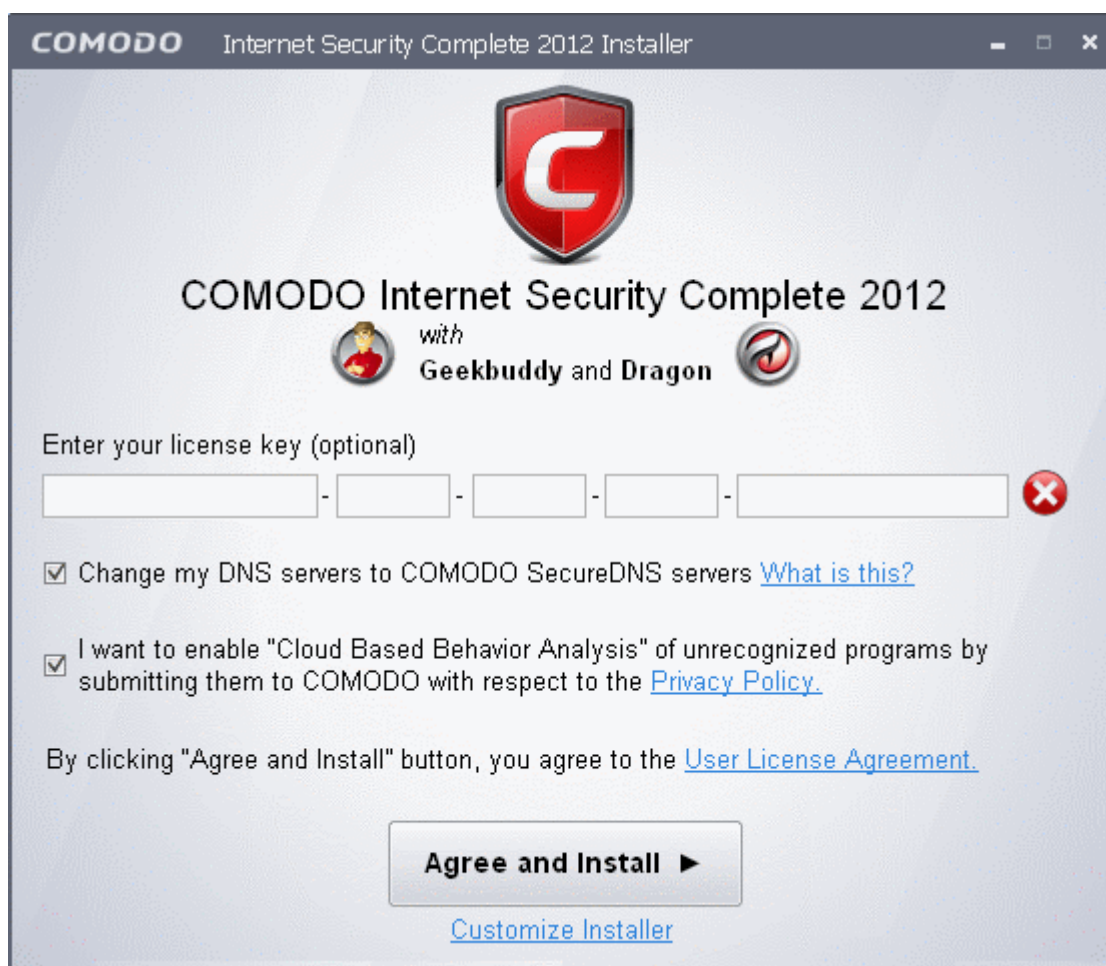 COMODO Internet Security Complete 2012 Installer
COMODO Internet Security Complete 2012
with
Geekbuddy and Dragon
Enter your license key (optional)
- - - -
Change my DNS servers to COMODO SecureDNS servers What is this?
I want to enable "Cloud Based Behavior Analysis" of unrecognized programs by
submitting them to COMODO with respect to the Privacy Policy.
By clicking "Agree and Install" button, you agree to the User License Agreement.
Agree and Install ►
Customize Installer